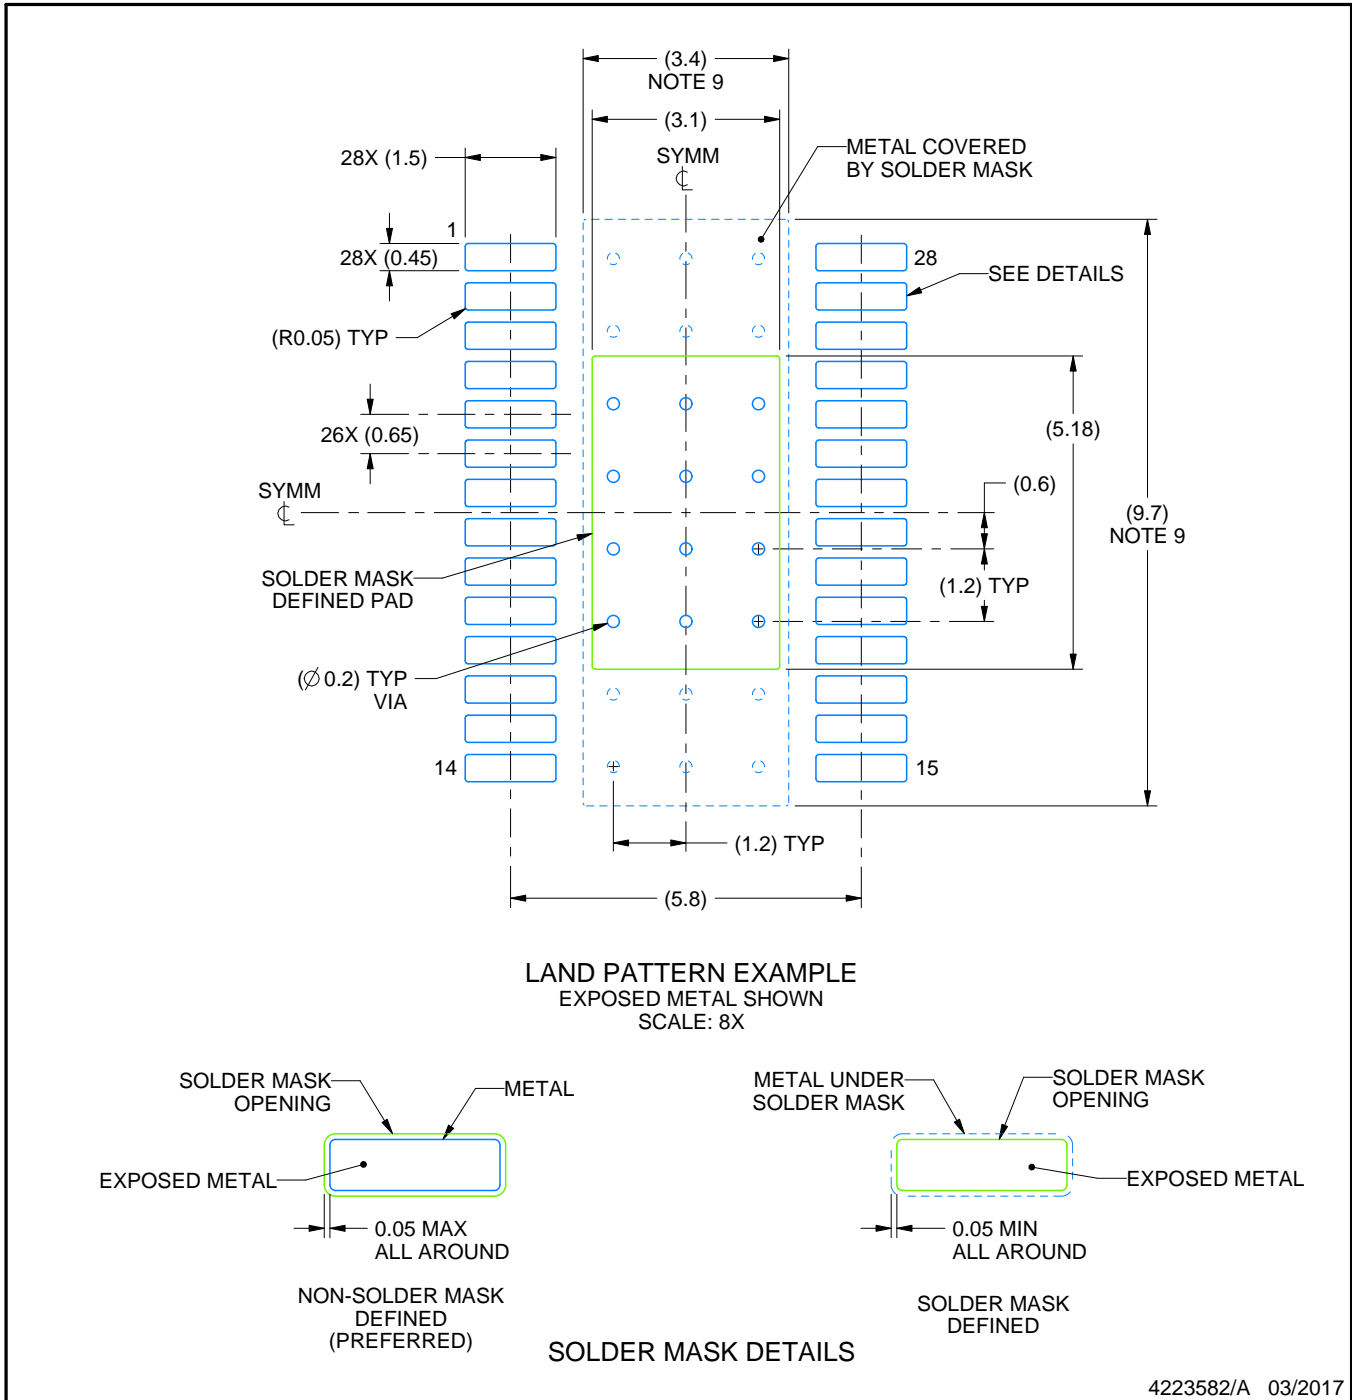 (3.4)
NOTE 9
(3.1)
SYMM
℄
METAL COVERED
BY SOLDER MASK
28X (1.5)
1
28X (0.45)
28
SEE DETAILS
(R0.05) TYP
26X (0.65)
(5.18)
(0.6)
SYMM
℄
(9.7)
NOTE 9
SOLDER MASK
DEFINED PAD
(1.2) TYP
(∅ 0.2) TYP
VIA
14
15
(1.2) TYP
(5.8)
LAND PATTERN EXAMPLE
EXPOSED METAL SHOWN
SCALE: 8X
SOLDER MASK
OPENING
METAL
EXPOSED METAL
0.05 MAX
ALL AROUND
NON-SOLDER MASK
DEFINED
(PREFERRED)
METAL UNDER
SOLDER MASK
SOLDER MASK
OPENING
EXPOSED METAL
0.05 MIN
ALL AROUND
SOLDER MASK
DEFINED
SOLDER MASK DETAILS
4223582/A 03/2017